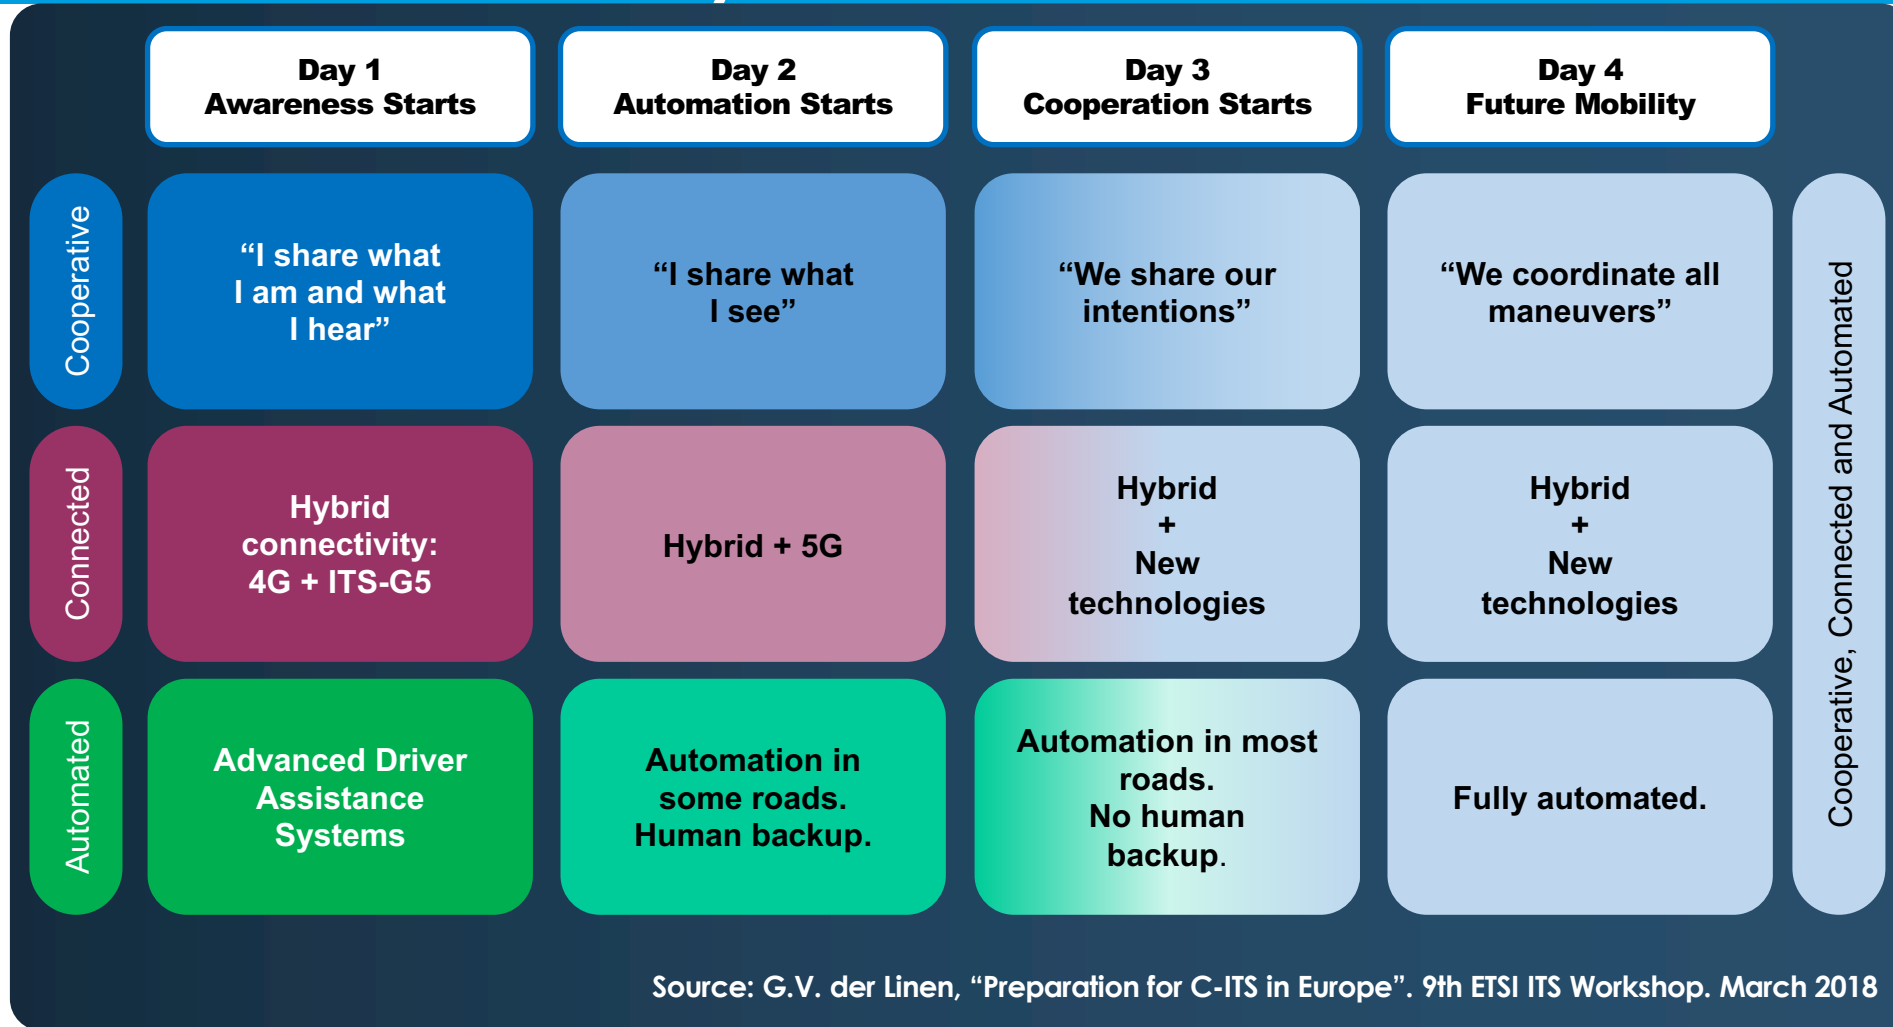 Day 1
Awareness Starts
Day 2
Automation Starts
Day 3
Cooperation Starts
Day 4
Future Mobility
Cooperative
“I share what
I am and what
I hear”
“I share what
I see”
“We share our
intentions”
“We coordinate all
maneuvers”
Connected
Hybrid
connectivity:
4G + ITS-G5
Hybrid + 5G
Hybrid
+
New
technologies
Hybrid
+
New
technologies
Automated
Advanced Driver
Assistance
Systems
Automation in
some roads.
Human backup.
Automation in most
roads.
No human
backup.
Fully automated.
Cooperative, Connected and Automated
Source: G.V. der Linen, “Preparation for C-ITS in Europe”. 9th ETSI ITS Workshop. March 2018